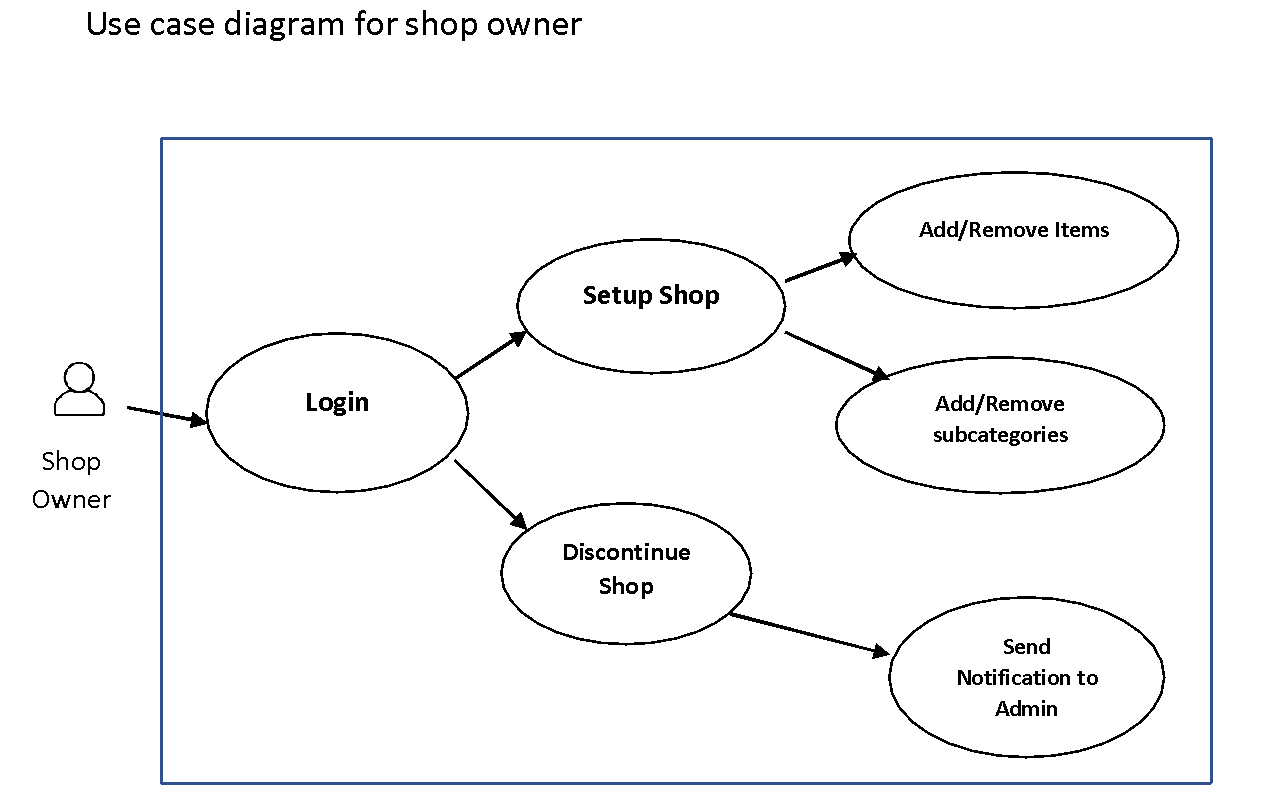 Use case diagram for shop owner
Add/Remove Items
Setup Shop
Login
Add/Remove
subcategories
Shop
Owner
Discontinue
Shop
Send
Notification to
Admin